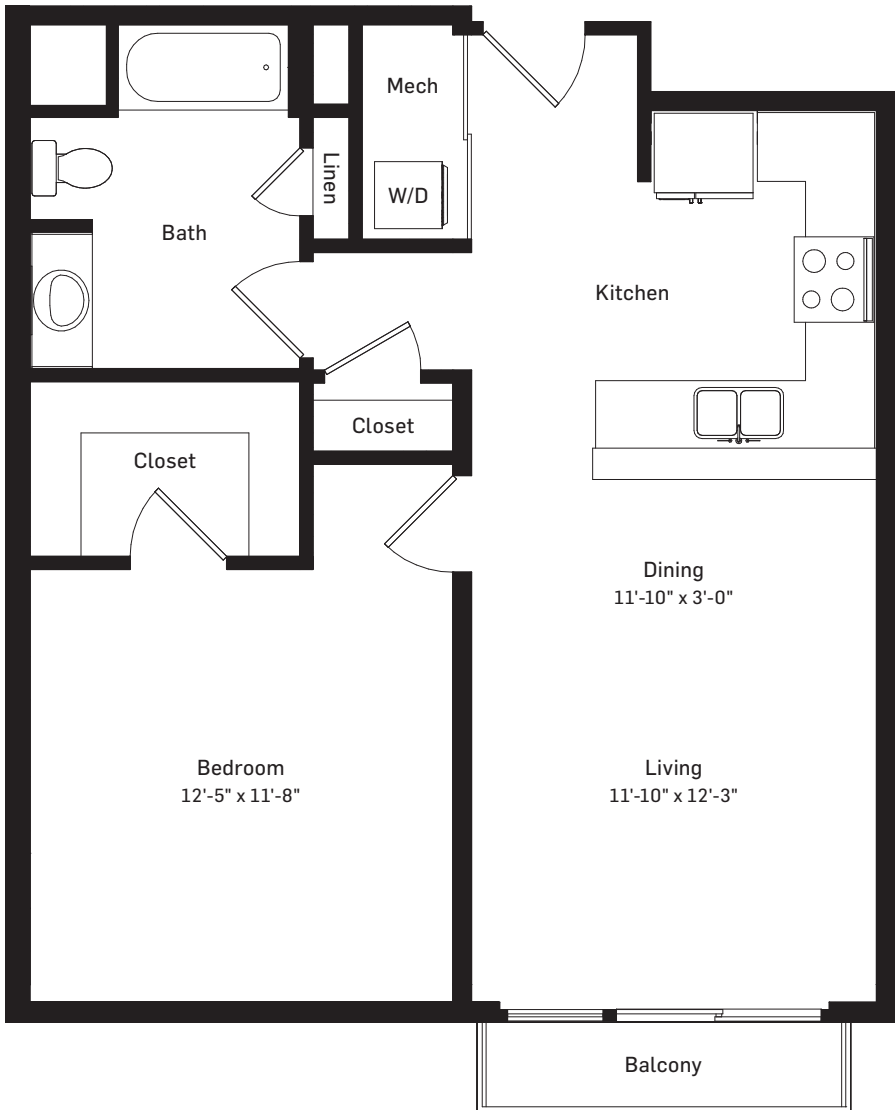 Mech
Linen
W/D
Bath
Kitchen
Closet
Closet
Dining
11'-10" x 3'-0"
Bedroom
12'-5" x 11'-8"
Living
11'-10" x 12'-3"
Balcony